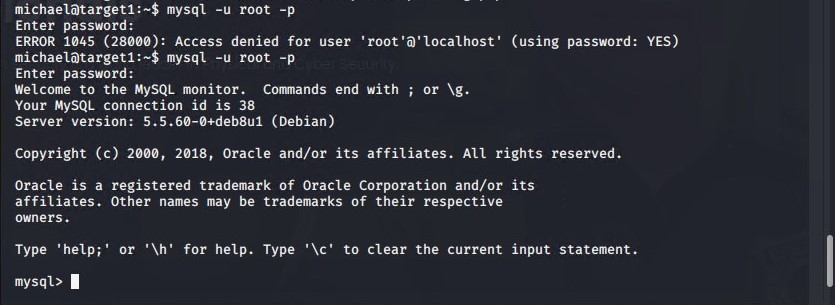 michael@target1:~$ mysql -u root -p
Enter password:
ERROR 1045 (28000): Access denied for user 'root'@'localhost' (using password: YES)
michael@target1:~$ mysql -u root -p
Enter password:
Welcome to the MySQL monitor.  Commands end with ; or \g.
Your MySQL connection id is 38
Server version: 5.5.60-0+deb8u1 (Debian)

Copyright (c) 2000, 2018, Oracle and/or its affiliates. All rights reserved.

Oracle is a registered trademark of Oracle Corporation and/or its
affiliates. Other names may be trademarks of their respective
owners.

Type 'help;' or '\h' for help. Type '\c' to clear the current input statement.

mysql>